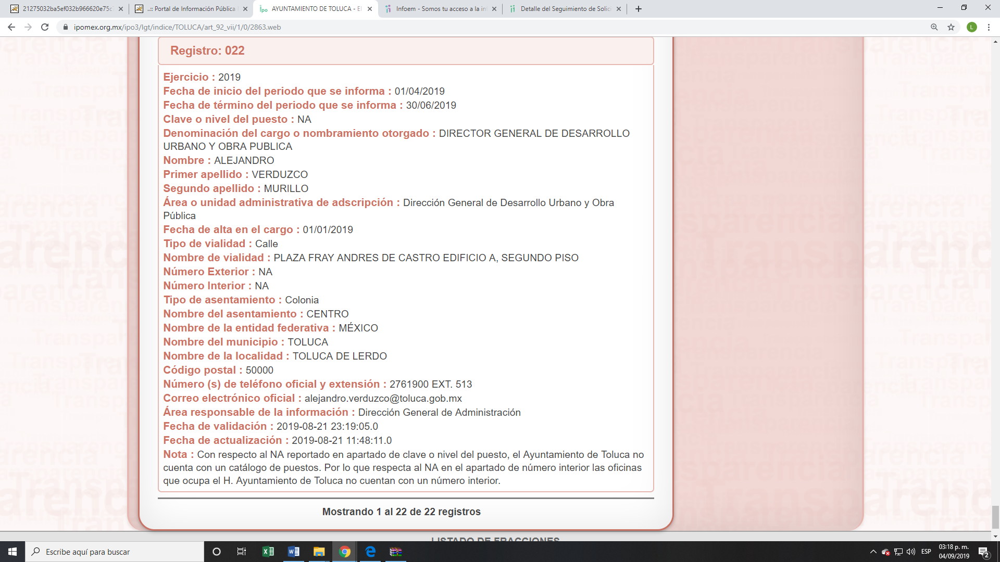 21275032ba5ef032b966620e75c
..:: Portal de Información Pública
AYUNTAMIENTO DE TOLUCA - El
Infoem - Somos tu acceso a la in
Detalle del Seguimiento de Solic
ipomex.org.mx/ipo3/lgt/indice/TOLUCA/art_92_vii/1/0/2863.web
L
Registro: 022
Ejercicio : 2019
Fecha de inicio del periodo que se informa : 01/04/2019
Fecha de término del periodo que se informa : 30/06/2019
Clave o nivel del puesto : NA
Denominación del cargo o nombramiento otorgado : DIRECTOR GENERAL DE DESARROLLO
URBANO Y OBRA PUBLICA
Nombre : ALEJANDRO
Primer apellido : VERDUZCO
Segundo apellido : MURILLO
Área o unidad administrativa de adscripción : Dirección General de Desarrollo Urbano y Obra
Pública
Fecha de alta en el cargo : 01/01/2019
Tipo de vialidad : Calle
Nombre de vialidad : PLAZA FRAY ANDRES DE CASTRO EDIFICIO A, SEGUNDO PISO
Número Exterior : NA
Número Interior : NA
Tipo de asentamiento : Colonia
Nombre del asentamiento : CENTRO
Nombre de la entidad federativa : MÉXICO
Nombre del municipio : TOLUCA
Nombre de la localidad : TOLUCA DE LERDO
Código postal : 50000
Número (s) de teléfono oficial y extensión : 2761900 EXT. 513
Correo electrónico oficial : alejandro.verduzco@toluca.gob.mx
Área responsable de la información : Dirección General de Administración
Fecha de validación : 2019-08-21 23:19:05.0
Fecha de actualización : 2019-08-21 11:48:11.0
Nota : Con respecto al NA reportado en apartado de clave o nivel del puesto, el Ayuntamiento de Toluca no
cuenta con un catálogo de puestos. Por lo que respecta al NA en el apartado de número interior las oficinas
que ocupa el H. Ayuntamiento de Toluca no cuentan con un número interior.
Mostrando 1 al 22 de 22 registros
LISTADO DE FRACCIONES
Escribe aquí para buscar
ESP
03:18 p. m.
04/09/2019
2